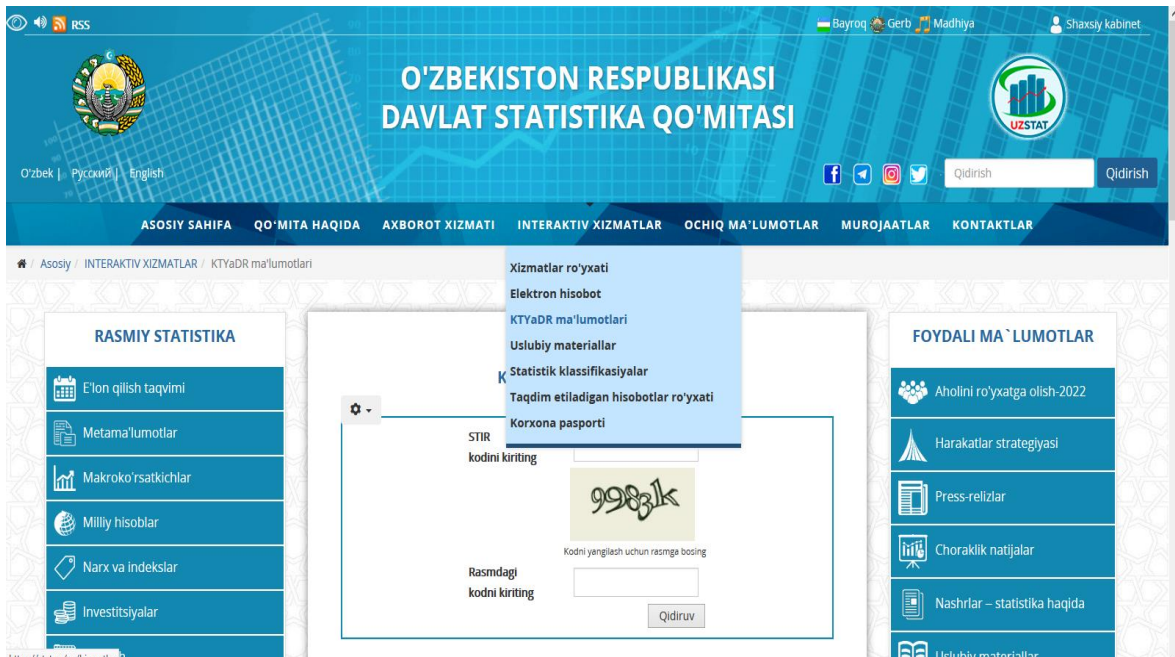 RSS
Bayroq Gerb Madhiya
Shaxsiy kabinet
O'ZBEKISTON RESPUBLIKASI
DAVLAT STATISTIKA QO'MITASI
UZSTAT
O'zbek | Русский | English
Qidirish Qidirish
ASOSIY SAHIFA QO'MITA HAQIDA AXBOROT XIZMATI INTERAKTIV XIZMATLAR OCHIQ MA'LUMOTLAR MUROJAATLAR KONTAKTLAR
/ Asosiy / INTERAKTIV XIZMATLAR / KTYaDR ma'lumotlari
Xizmatlar ro'yxati
Elektron hisobot
KTYaDR ma'lumotlari
Uslubiy materiallar
Statistik klassifikasiyalar
Taqdim etiladigan hisobotlar ro'yxati
Korxona pasporti
RASMIY STATISTIKA
E'lon qilish taqvimi
Metama'lumotlar
Makroko'rsatkichlar
Milliy hisoblar
Narx va indekslar
Investitsiyalar
K
STIR
kodini kiriting
9983k
Kodni yangilash uchun rasmga bosing
Rasmdagi
kodni kiriting
Qidiruv
FOYDALI MA`LUMOTLAR
Aholini ro'yxatga olish-2022
Harakatlar strategiyasi
Press-relizlar
Choraklik natijalar
Nashrlar – statistika haqida
Uslubiy materiallar